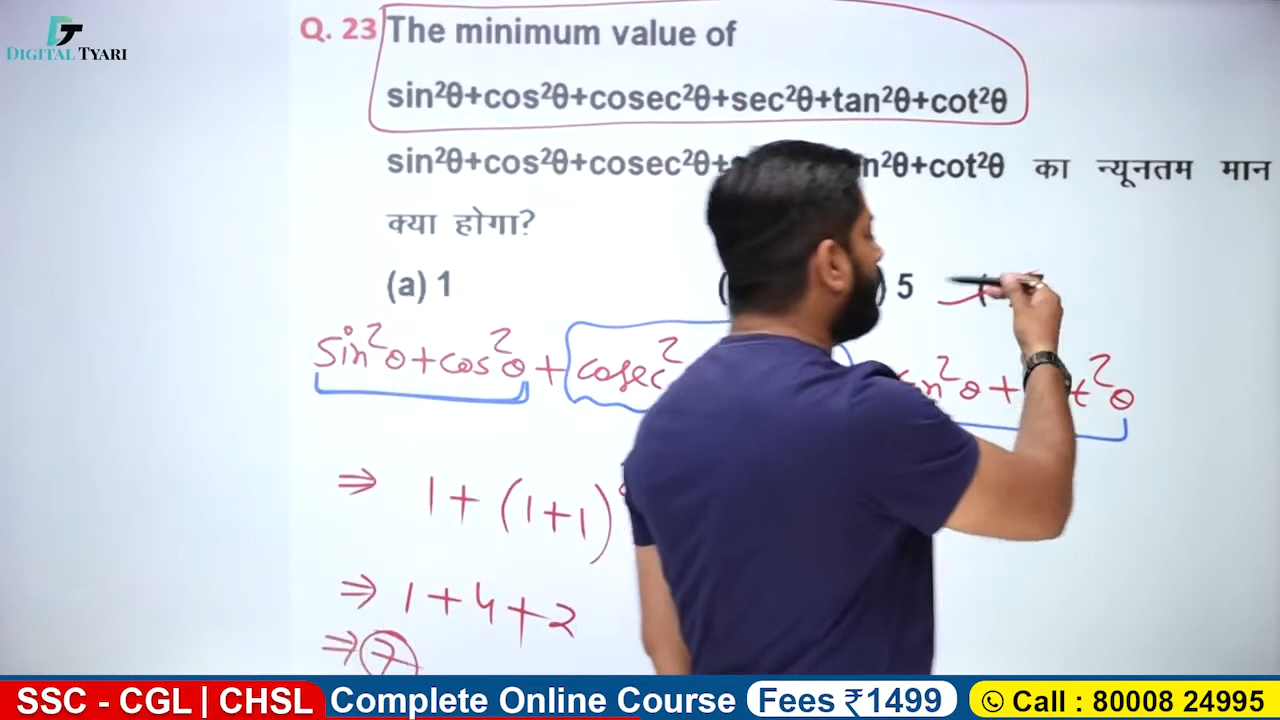 DIGITAL TYARI
Q. 23 The minimum value of
sin²θ+cos²θ+cosec²θ+sec²θ+tan²θ+cot²θ
sin²θ+cos²θ+cosec²θ+ n²θ+cot²θ का न्यूनतम मान
क्या होगा?
(a) 1 ( ) 5
sin²θ+cos²θ + cosec² n²θ + t²θ
⇒ 1 + (1+1)
⇒ 1 + 4 + 2
⇒ 7
SSC - CGL | CHSL Complete Online Course Fees ₹1499 Call : 80008 24995